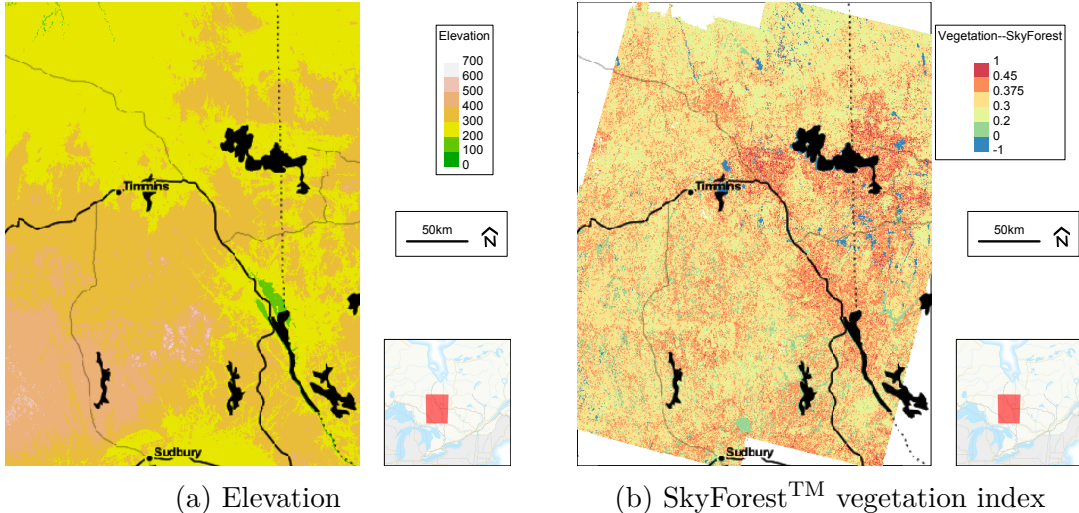 Elevation
700
600
500
400
300
200
100
0
Timmins
50km
N
Sudbury
(a) Elevation
Vegetation--SkyForest
1
0.45
0.375
0.3
0.2
0
-1
Timmins
50km
N
Sudbury
(b) SkyForest™ vegetation index